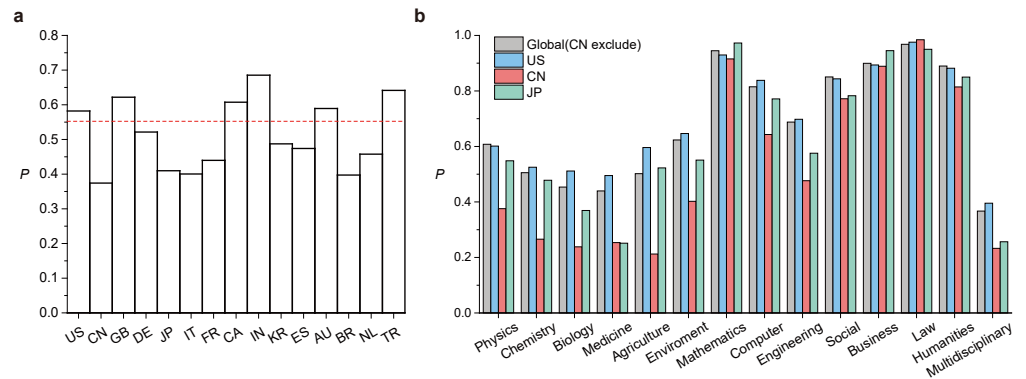 a
P
0.8
0.7
0.6
0.5
0.4
0.3
0.2
0.1
0.0
US CN GB DE JP IT FR CA IN KR ES AU BR NL TR
b
P
1.0
0.8
0.6
0.4
0.2
0.0
Global(CN exclude)
US
CN
JP
Physics Chemistry Biology Medicine Agriculture Enviroment Mathematics Computer Engineering Social Business Law Humanities Multidisciplinary